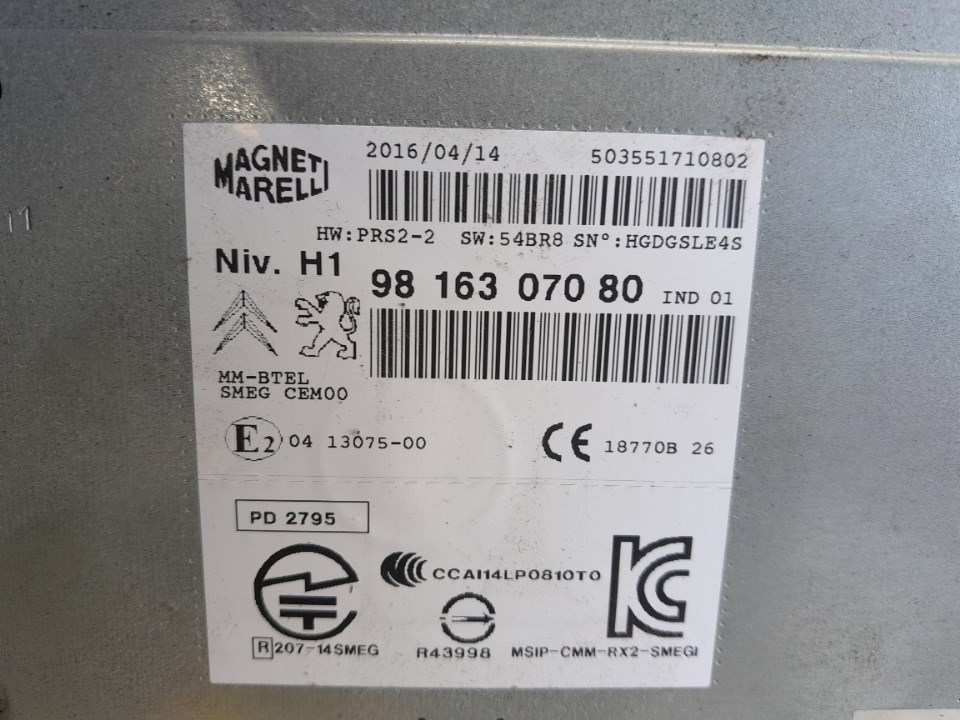 11
MAGNETI
MARELLI
2016/04/14 503551710802
HW:PRS2-2 SW:54BR8 SN°:HGDGSLE4S
Niv. H1
98 163 070 80 IND 01
MM-BTEL
SMEG CEM00
E2 04 13075-00
CE 18770B 26
PD 2795
CCAI14LP0810T0
R 207-14SMEG
R43998
MSIP-CMM-RX2-SMEGI